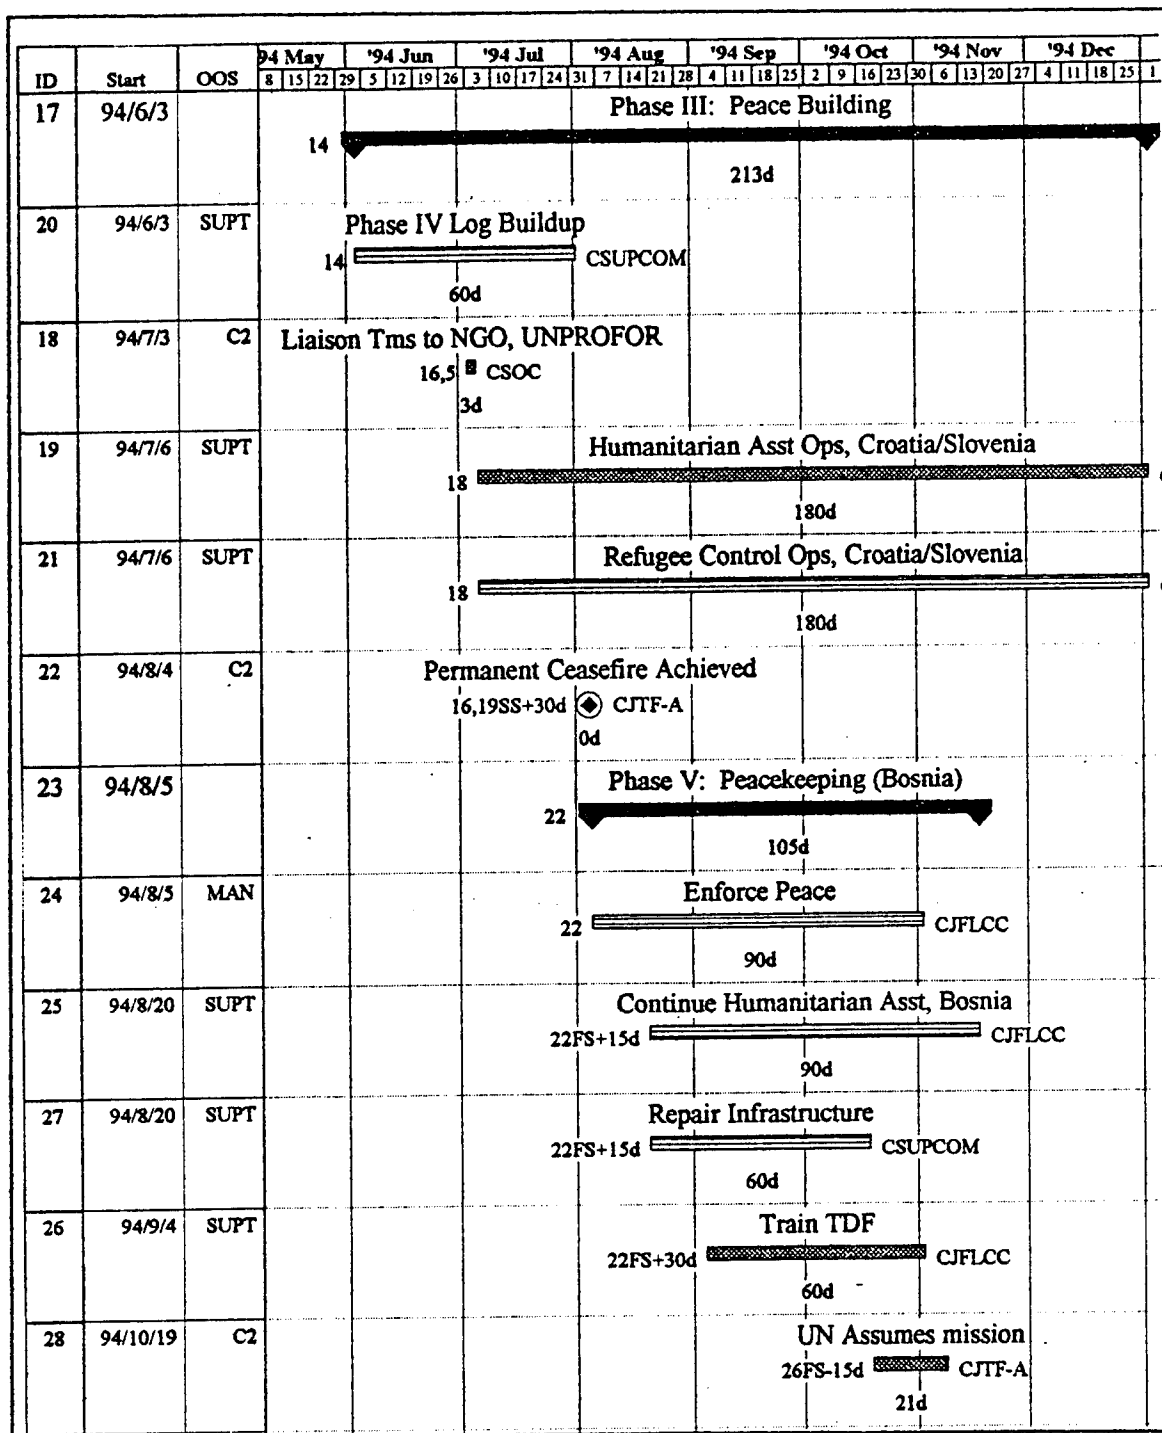 94 May '94 Jun '94 Jul '94 Aug '94 Sep '94 Oct '94 Nov '94 Dec
ID Start OOS 8 15 22 29 5 12 19 26 3 10 17 24 31 7 14 21 28 4 11 18 25 2 9 16 23 30 6 13 20 27 4 11 18 25 1
17 94/6/3 Phase III: Peace Building
14
213d
20 94/6/3 SUPT Phase IV Log Buildup
14 CSUPCOM
60d
18 94/7/3 C2 Liaison Tms to NGO, UNPROFOR
16,5 CSOC
3d
19 94/7/6 SUPT Humanitarian Asst Ops, Croatia/Slovenia
18
180d
21 94/7/6 SUPT Refugee Control Ops, Croatia/Slovenia
18
180d
22 94/8/4 C2 Permanent Ceasefire Achieved
16,19SS+30d CJTF-A
0d
23 94/8/5 Phase V: Peacekeeping (Bosnia)
22
105d
24 94/8/5 MAN Enforce Peace
22 CJFLCC
90d
25 94/8/20 SUPT Continue Humanitarian Asst, Bosnia
22FS+15d CJFLCC
90d
27 94/8/20 SUPT Repair Infrastructure
22FS+15d CSUPCOM
60d
26 94/9/4 SUPT Train TDF
22FS+30d CJFLCC
60d
28 94/10/19 C2 UN Assumes mission
26FS-15d CJTF-A
21d